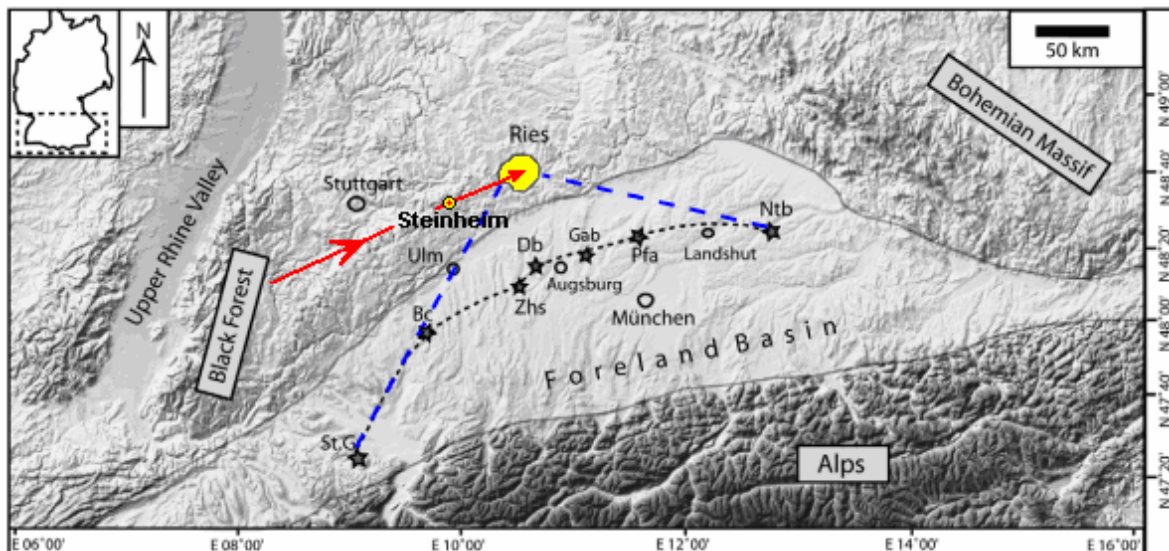 N
50 km
Bohemian Massif
Ries
Upper Rhine Valley
Stuttgart
Steinheim
Ntb
Db
Gab
Ulm
Pfa
Landshut
Augsburg
Black Forest
Zhs
Bc
München
Foreland Basin
St.G
Alps
N 49°00'
N 48°40'
N 48°20'
N 48°00'
N 47°40'
N 47°20'
E 06°00'
E 08°00'
E 10°00'
E 12°00'
E 14°00'
E 16°00'